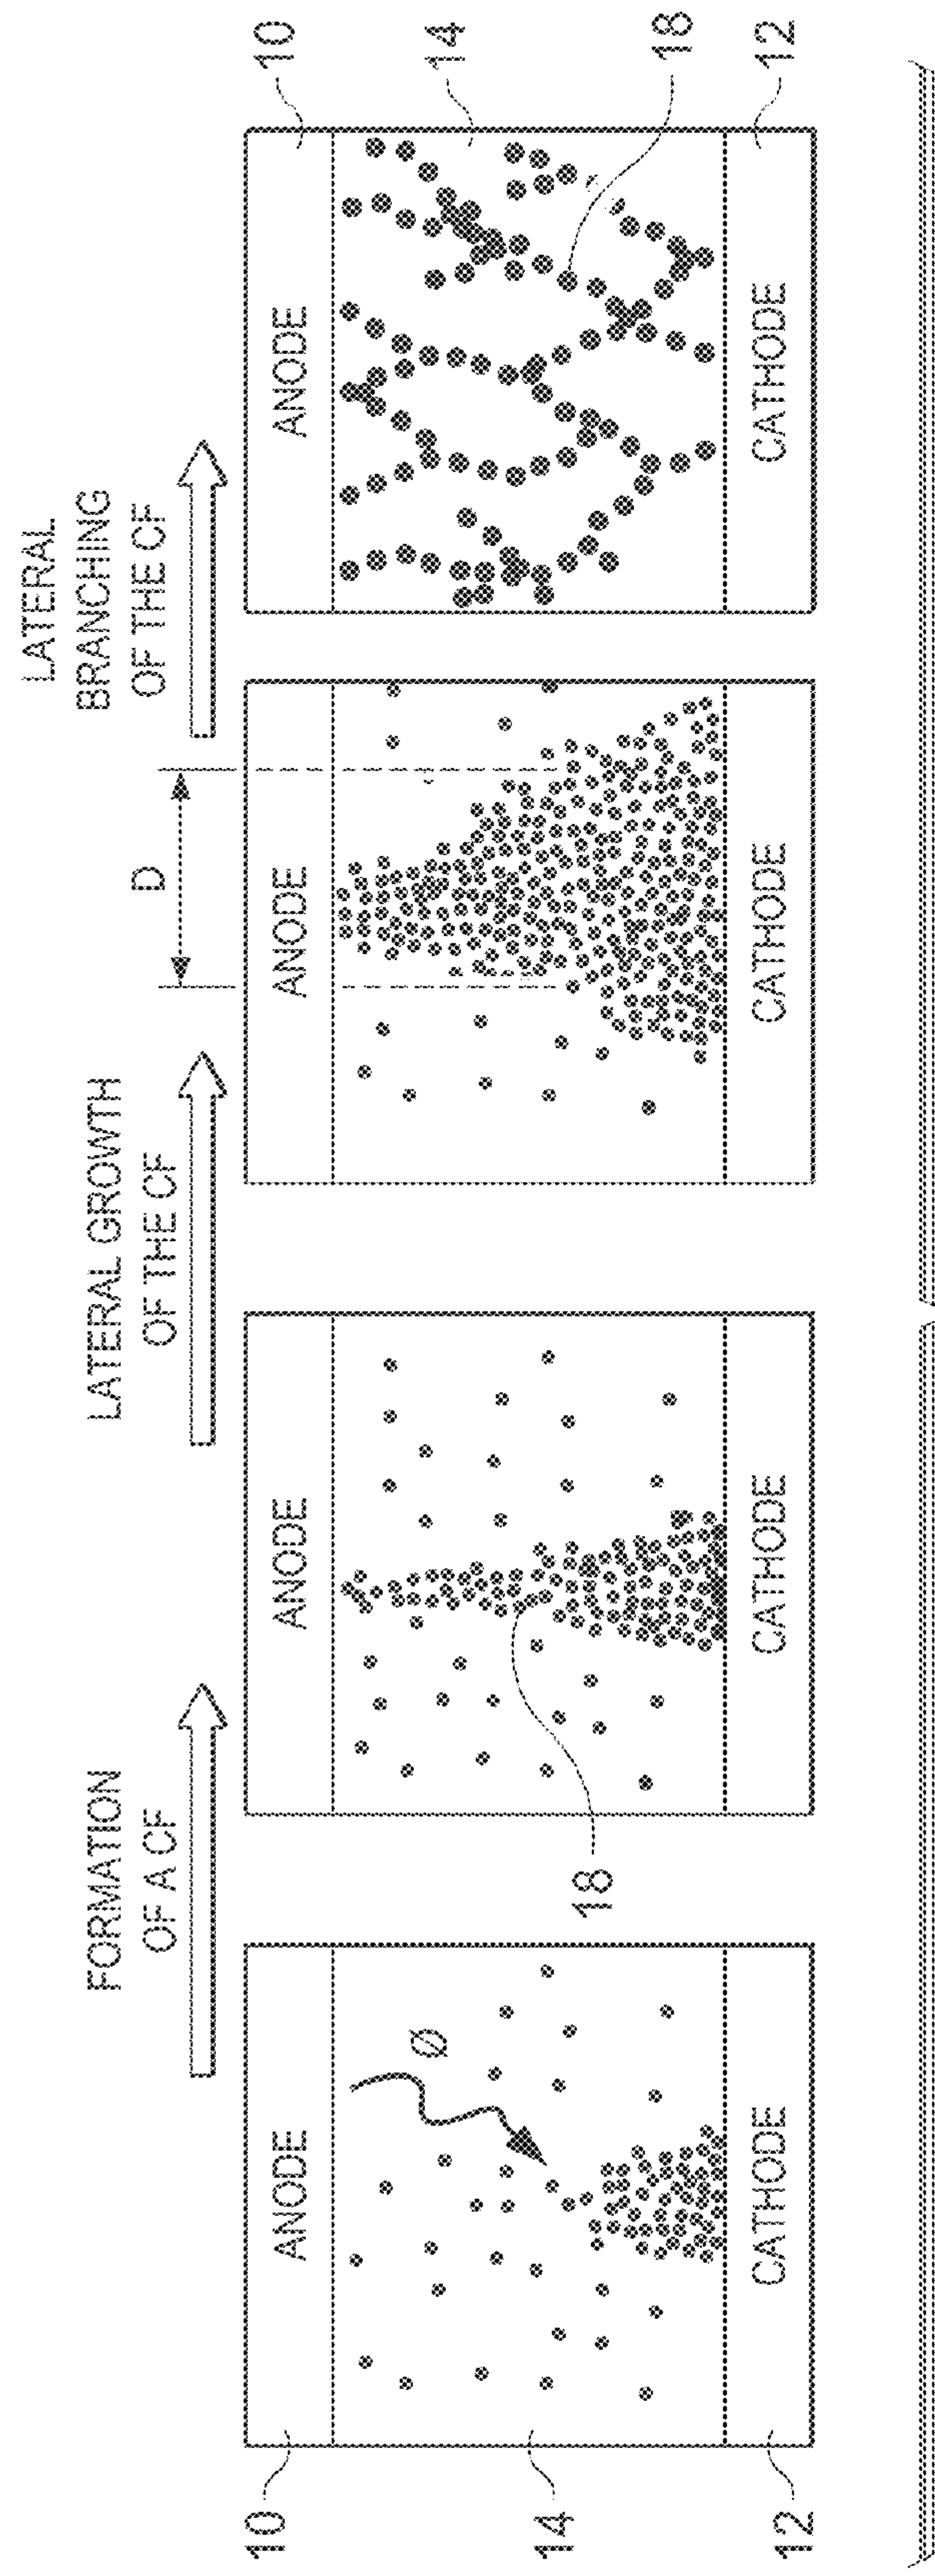 FORMATION
OF A CF
LATERAL GROWTH
OF THE CF
LATERAL
BRANCHING
OF THE CF
D
10
ANODE
Ø
14
CATHODE
12
ANODE
18
CATHODE
ANODE
CATHODE
10
ANODE
14
18
CATHODE
12